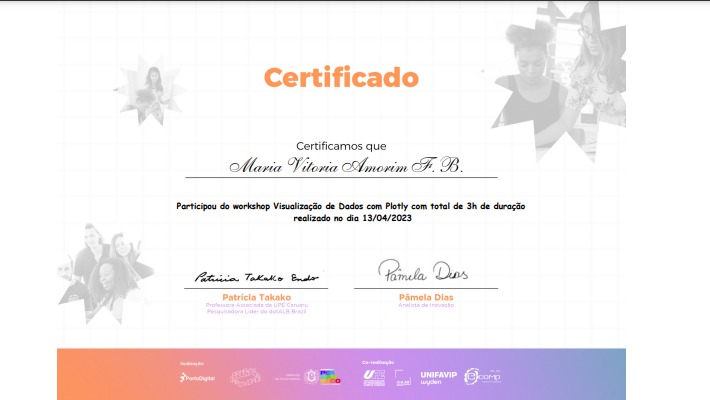 Certificado
Certificamos que
Maria Vitoria Amorim F. B.
Participou do workshop Visualização de Dados com Plotly com total de 3h de duração
realizado no dia 13/04/2023
Patricia Takako Endo
Pâmela Dias
Patrícia Takako
Professora Associada da UPE Caruaru
Pesquisadora Líder do dotLAB Brazil
Pâmela Dias
Analista de Inovação
Realização:
Co-realização:
PortoDigital
UNIFAVIP
wyden